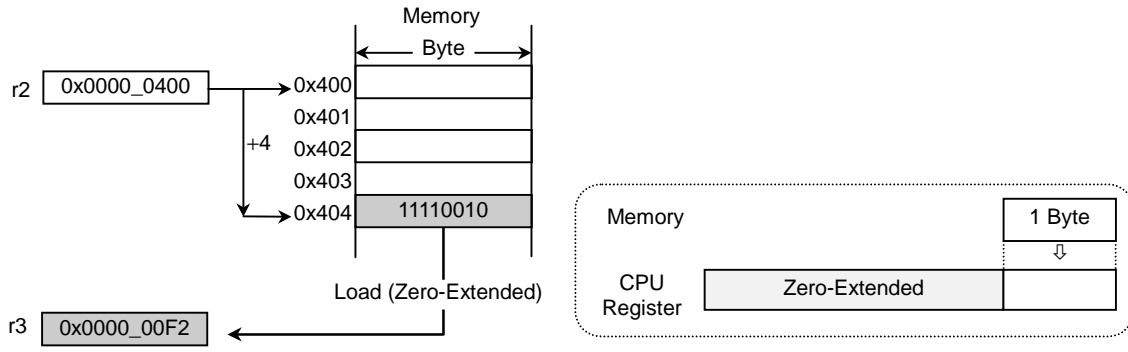 Memory
Byte
r2 0x0000_0400
0x400
0x401
+4
0x402
0x403
0x404 11110010
Load (Zero-Extended)
r3 0x0000_00F2
Memory 1 Byte
⇩
CPU
Register
Zero-Extended